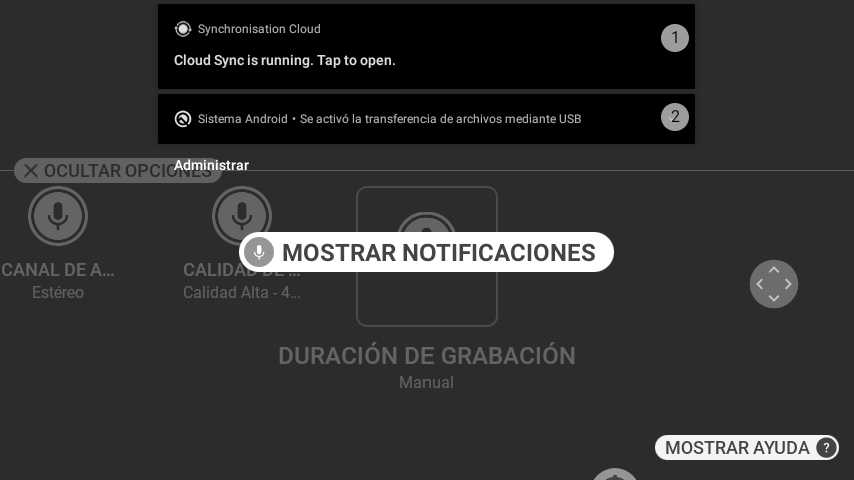 Synchronisation Cloud
1
Cloud Sync is running. Tap to open.
Sistema Android • Se activó la transferencia de archivos mediante USB
2
Administrar
OCULTAR OPCIONES
MOSTRAR NOTIFICACIONES
CANAL DE A...
CALIDAD DE ...
Estéreo
Calidad Alta - 4...
DURACIÓN DE GRABACIÓN
Manual
MOSTRAR AYUDA ?